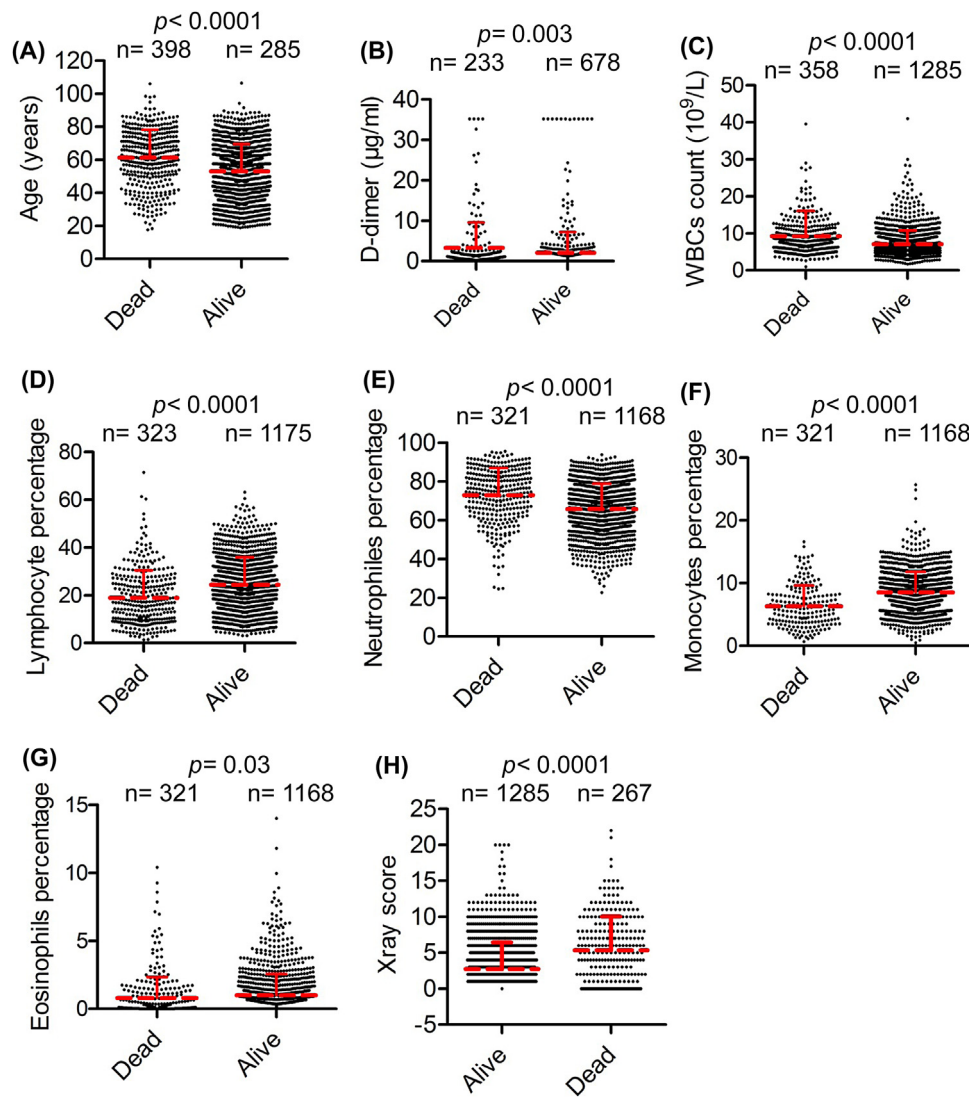 (A)
p< 0.0001
n= 398 n= 285
Age (years)
120
100
80
60
40
20
0
Dead
Alive
(B)
p= 0.003
n= 233 n= 678
D-dimer (µg/ml)
40
30
20
10
0
Dead
Alive
(C)
p< 0.0001
n= 358 n= 1285
WBCs count (10⁹/L)
50
40
30
20
10
0
Dead
Alive
(D)
p< 0.0001
n= 323 n= 1175
Lymphocyte percentage
80
60
40
20
0
Dead
Alive
(E)
p< 0.0001
n= 321 n= 1168
Neutrophiles percentage
100
80
60
40
20
0
Dead
Alive
(F)
p< 0.0001
n= 321 n= 1168
Monocytes percentage
30
20
10
0
Dead
Alive
(G)
p= 0.03
n= 321 n= 1168
Eosinophils percentage
15
10
5
0
Dead
Alive
(H)
p< 0.0001
n= 1285 n= 267
Xray score
25
20
15
10
5
0
-5
Alive
Dead